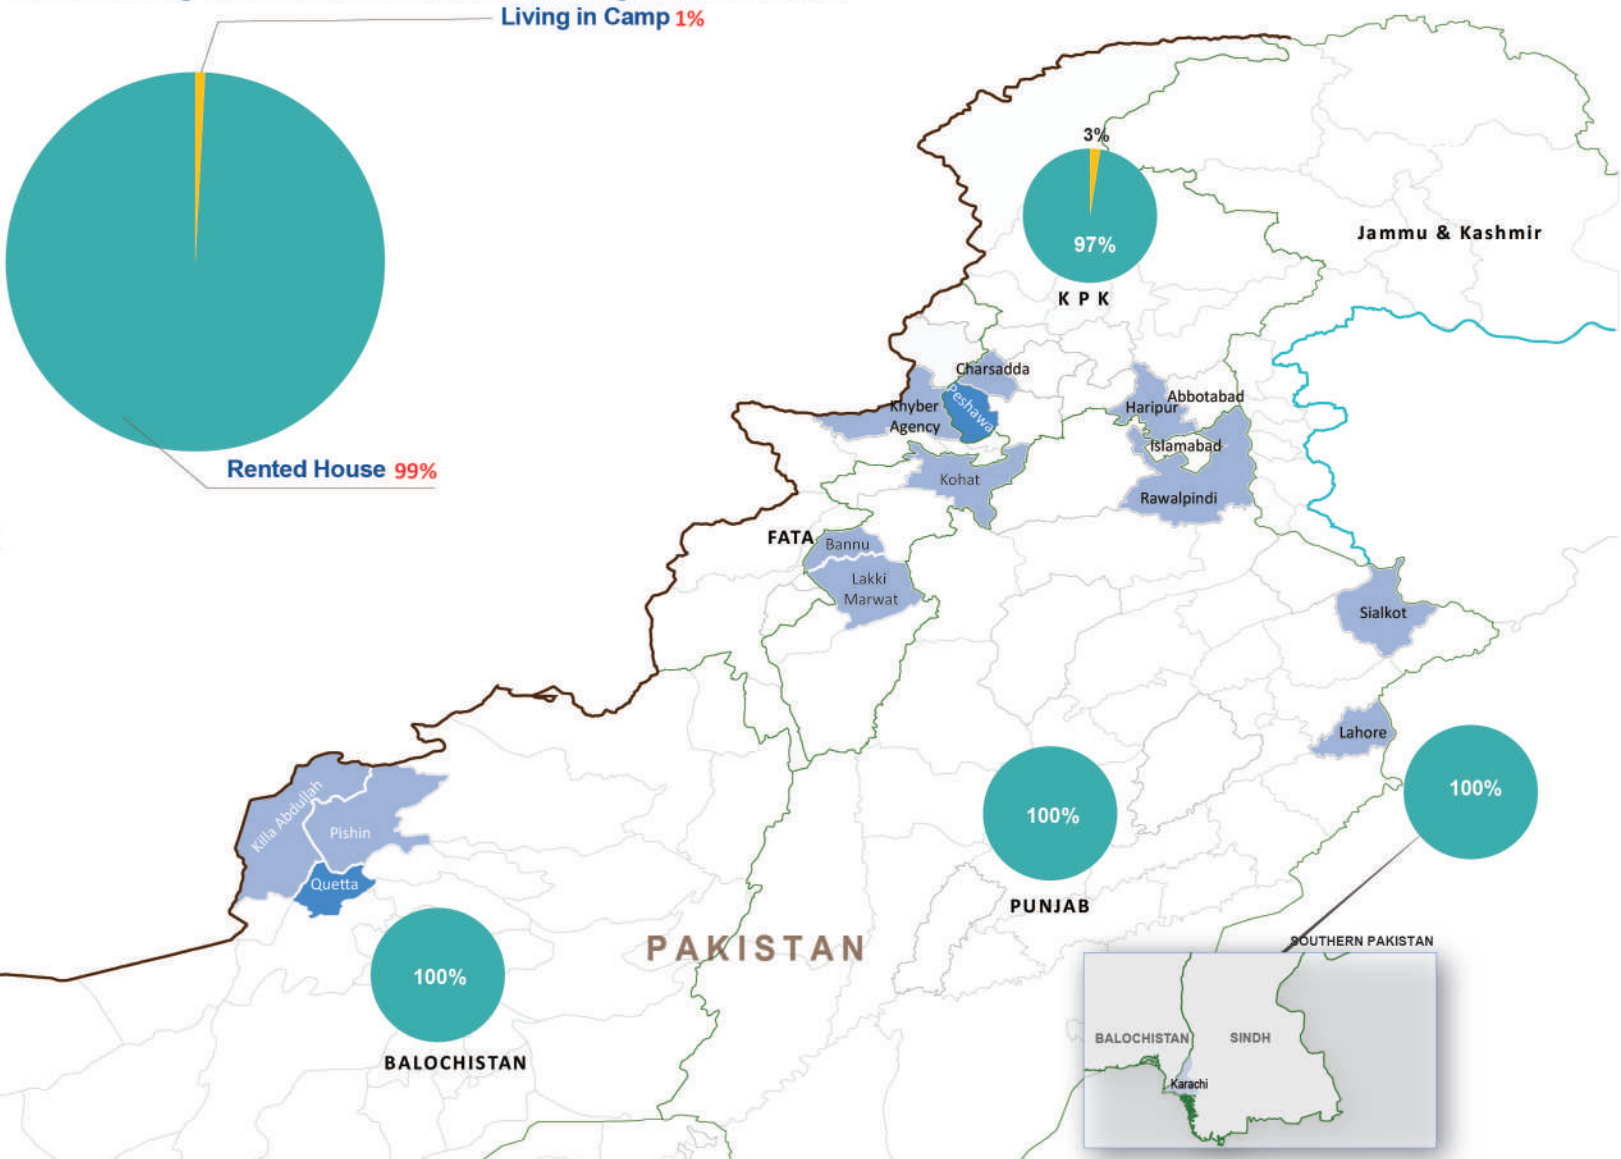 Living in Camp 1%
Rented House 99%
3%
97%
K P K
Jammu & Kashmir
Charsadda
Peshawa
Khyber
Agency
Abbotabad
Haripur
Islamabad
Rawalpindi
Kohat
FATA
Bannu
Lakki
Marwat
Sialkot
Lahore
100%
100%
PUNJAB
Killa Abdullah
Pishin
Quetta
100%
BALOCHISTAN
PAKISTAN
SOUTHERN PAKISTAN
BALOCHISTAN
SINDH
Karachi